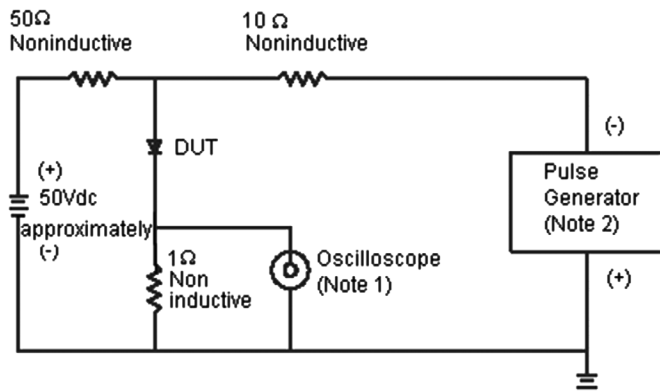 50Ω
Noninductive
10 Ω
Noninductive
DUT
(+)
50Vdc
approximately
(-)
1Ω
Non
inductive
Oscilloscope
(Note 1)
(-)
Pulse
Generator
(Note 2)
(+)